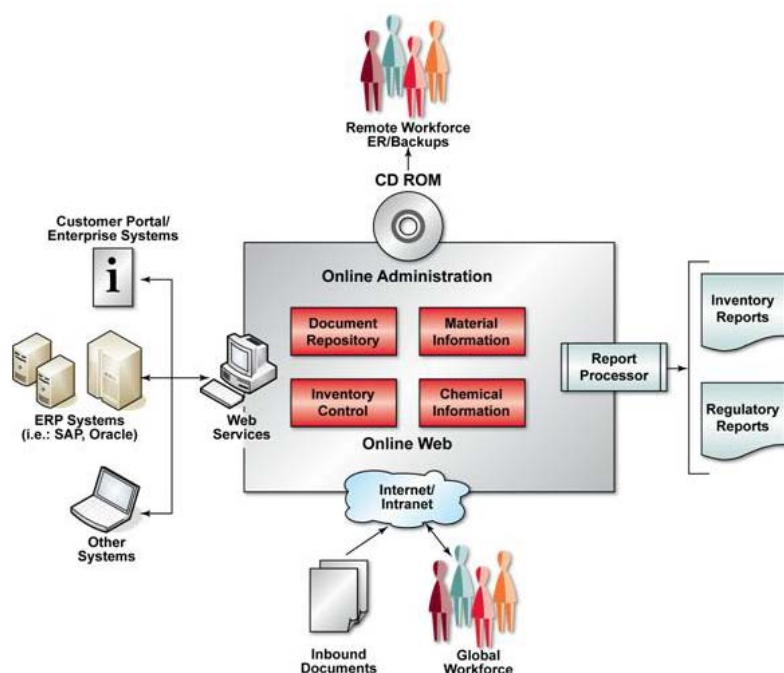 Remote Workforce
ER/Backups
CD ROM
Customer Portal/
Enterprise Systems
i
Online Administration
Document
Repository
Material
Information
Inventory
Reports
Report
Processor
ERP Systems
(i.e.: SAP, Oracle)
Web
Services
Inventory
Control
Chemical
Information
Regulatory
Reports
Online Web
Internet/
Intranet
Other
Systems
Inbound
Documents
Global
Workforce